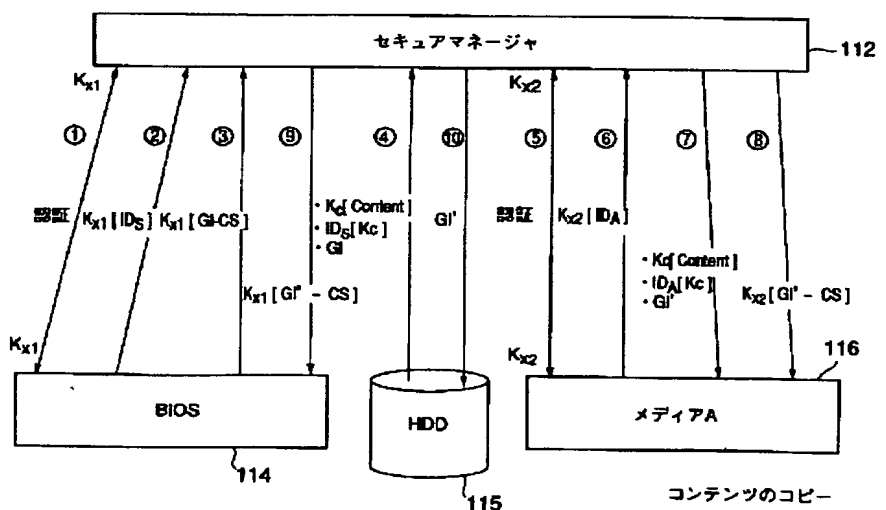 セキュアマネージャ
112
Kx1
Kx2
① ② ③ ⑨ ④ ⑩ ⑤ ⑥ ⑦ ⑧
認証
Kx1[IDS]
Kx1[GI-CS]
・Kc[Content]
・IDS[Kc]
・GI
GI'
認証
Kx2[IDA]
・Kc[Content]
・IDA[Kc]
・GI'
Kx1[GI' - CS]
Kx2[GI' - CS]
Kx1
Kx2
116
BIOS
HDD
メディアA
114
115
コンテンツのコピー